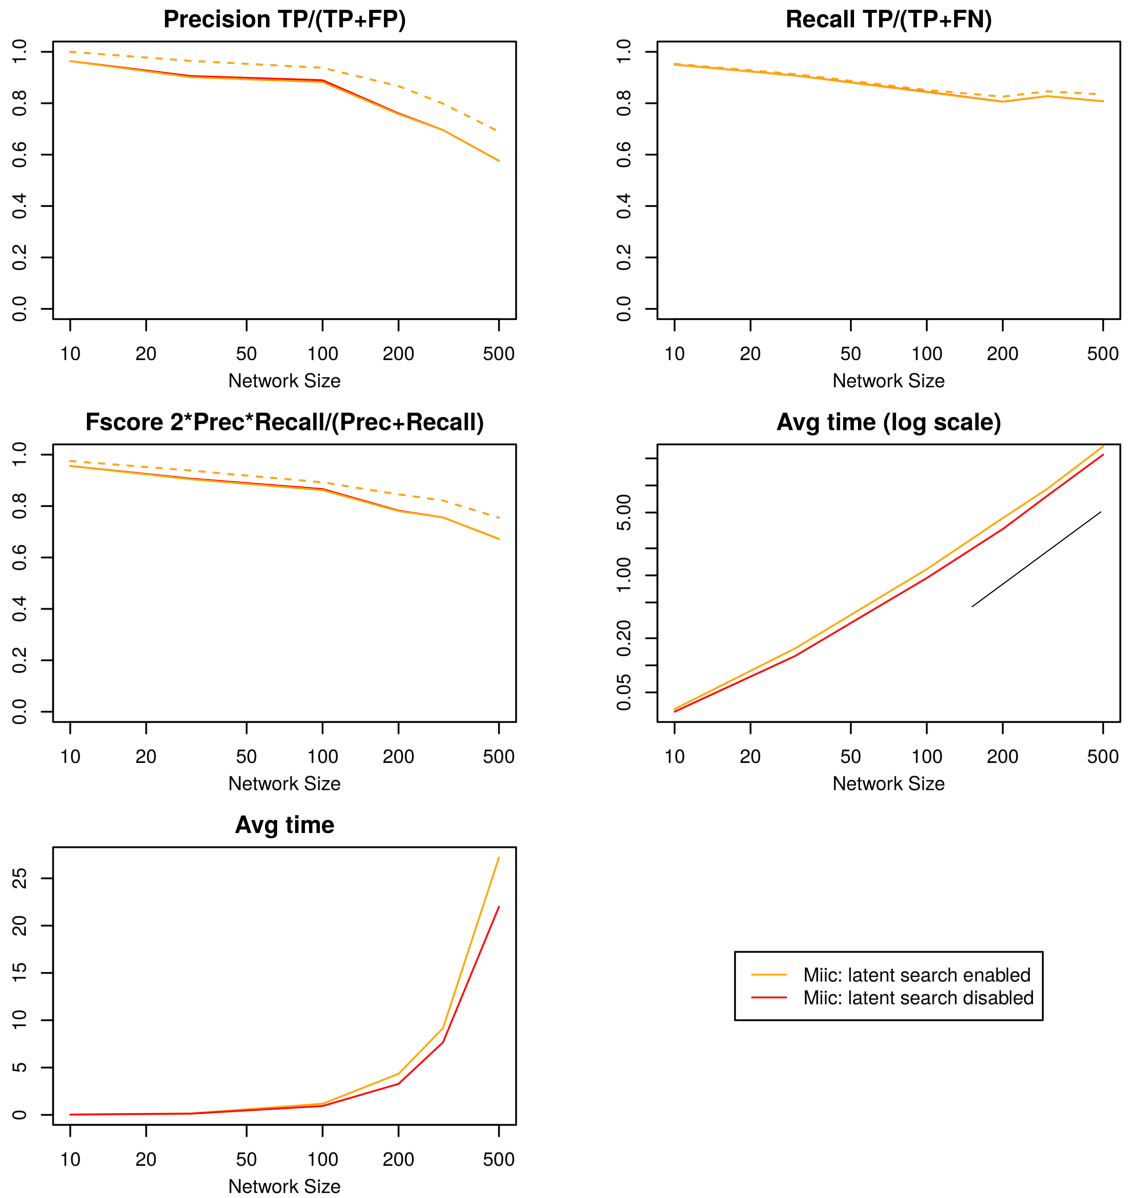 Precision TP/(TP+FP)
1.0
0.8
0.6
0.4
0.2
0.0
10 20 50 100 200 500
Network Size
Recall TP/(TP+FN)
1.0
0.8
0.6
0.4
0.2
0.0
10 20 50 100 200 500
Network Size
Fscore 2*Prec*Recall/(Prec+Recall)
1.0
0.8
0.6
0.4
0.2
0.0
10 20 50 100 200 500
Network Size
Avg time (log scale)
5.00
1.00
0.20
0.05
10 20 50 100 200 500
Network Size
Avg time
25
20
15
10
5
0
10 20 50 100 200 500
Network Size
Miic: latent search enabled
Miic: latent search disabled